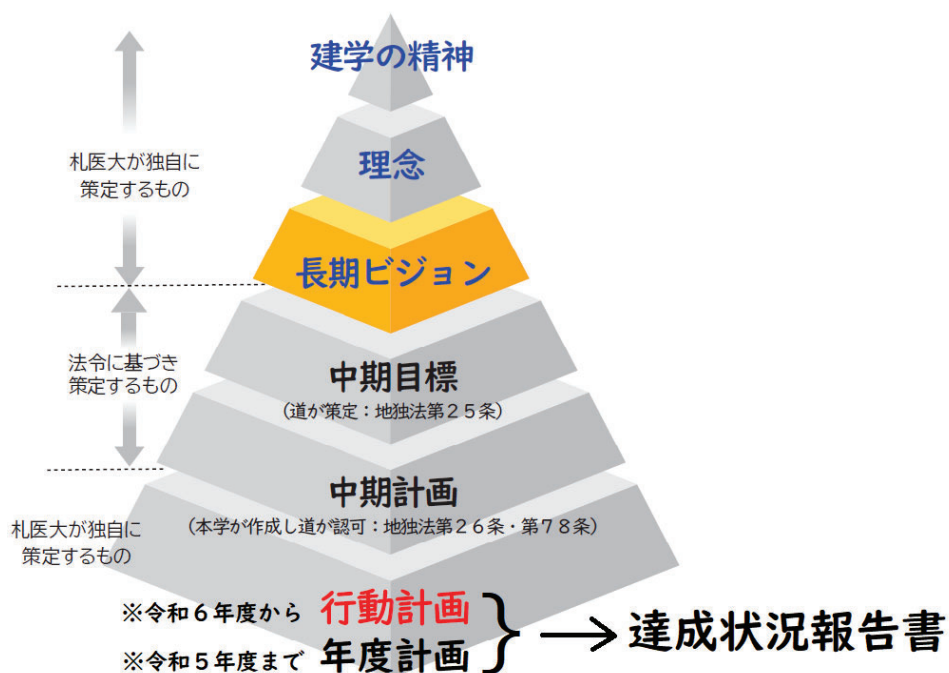 建学の精神
札医大が独自に
策定するもの
理念
長期ビジョン
法令に基づき
策定するもの
中期目標
（道が策定：地独法第２５条）
中期計画
（本学が作成し道が認可：地独法第２６条・第７８条）
札医大が独自に
策定するもの
※令和６年度から 行動計画
※令和５年度まで 年度計画
達成状況報告書